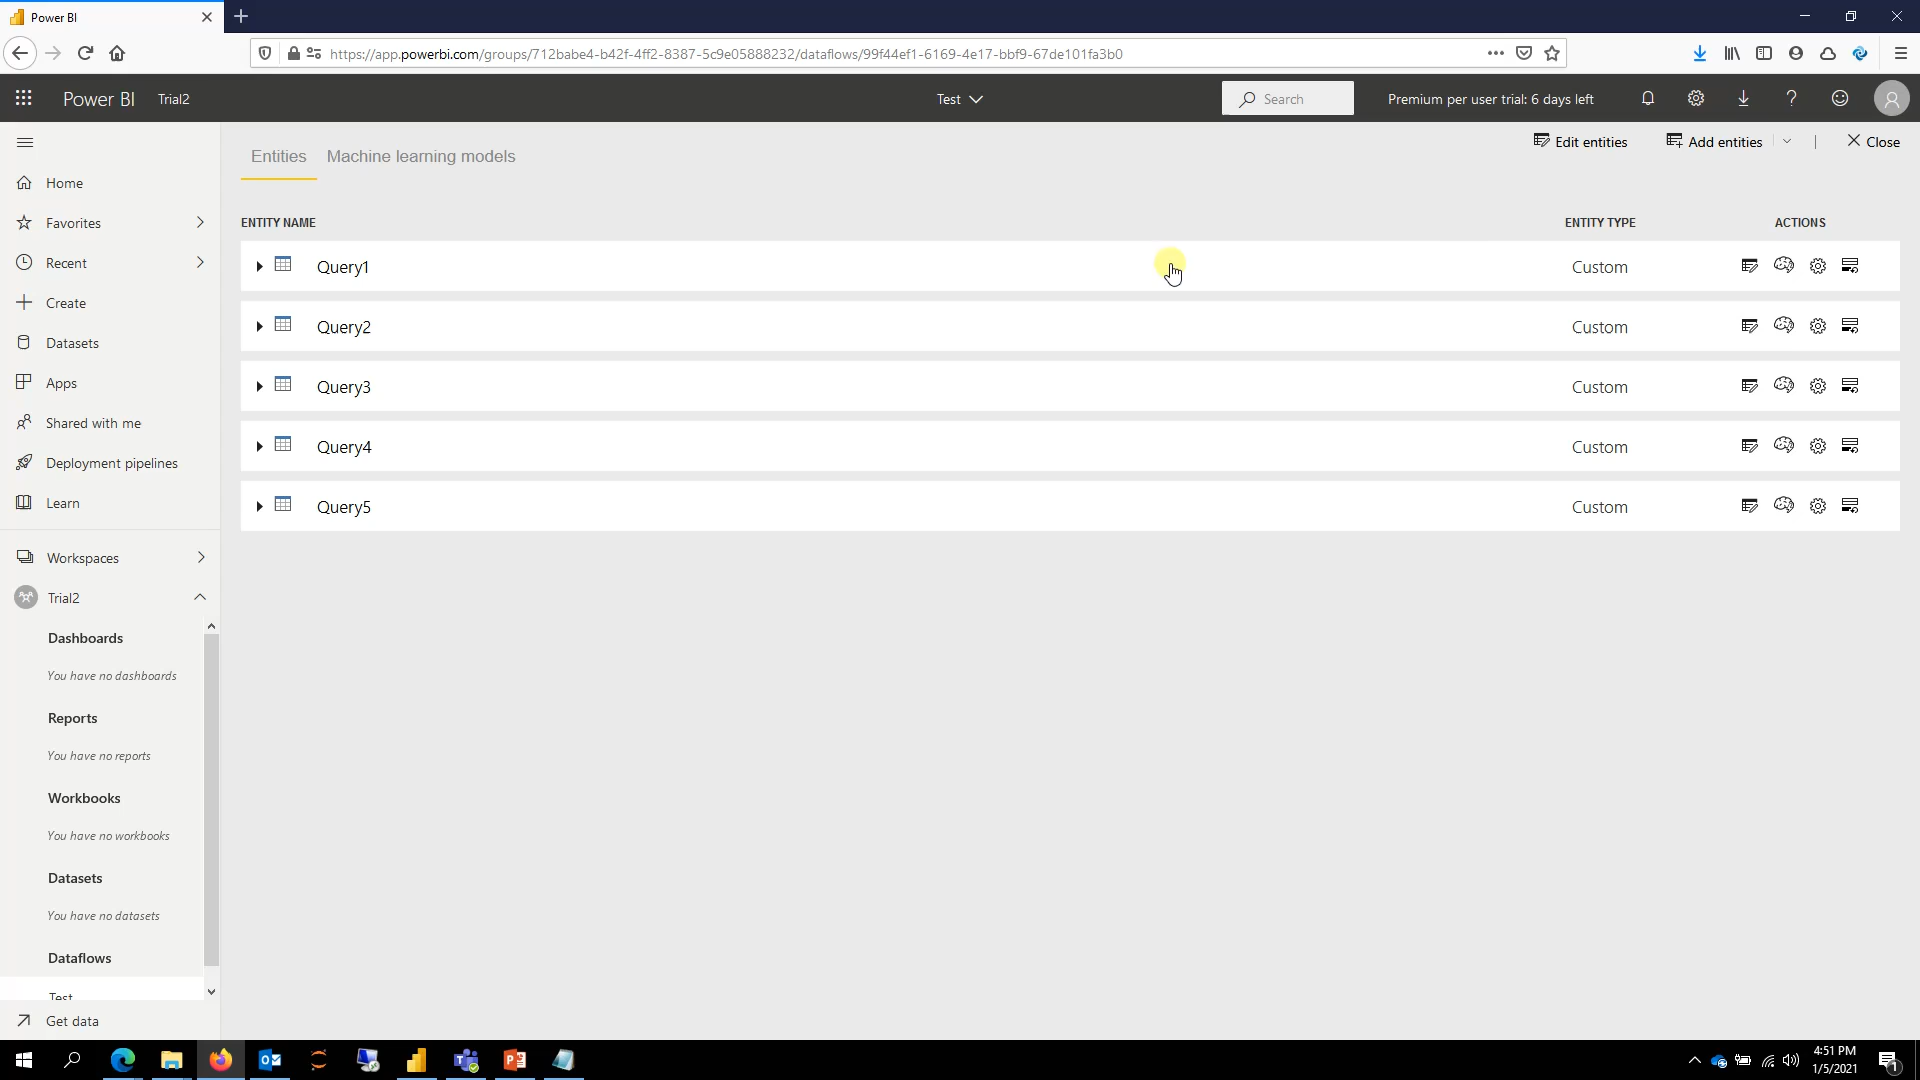 Power BI
https://app.powerbi.com/groups/712babe4-b42f-4ff2-8387-5c9e05888232/dataflows/99f44ef1-6169-4e17-bbf9-67de101fa3b0
Power BI Trial2 Test Search Premium per user trial: 6 days left
Edit entities Add entities Close
Entities Machine learning models
Home
Favorites
Recent
Create
Datasets
Apps
Shared with me
Deployment pipelines
Learn
Workspaces
Trial2
Dashboards
You have no dashboards
Reports
You have no reports
Workbooks
You have no workbooks
Datasets
You have no datasets
Dataflows
Test
Get data
ENTITY NAME ENTITY TYPE ACTIONS
Query1 Custom
Query2 Custom
Query3 Custom
Query4 Custom
Query5 Custom
4:51 PM
1/5/2021
1